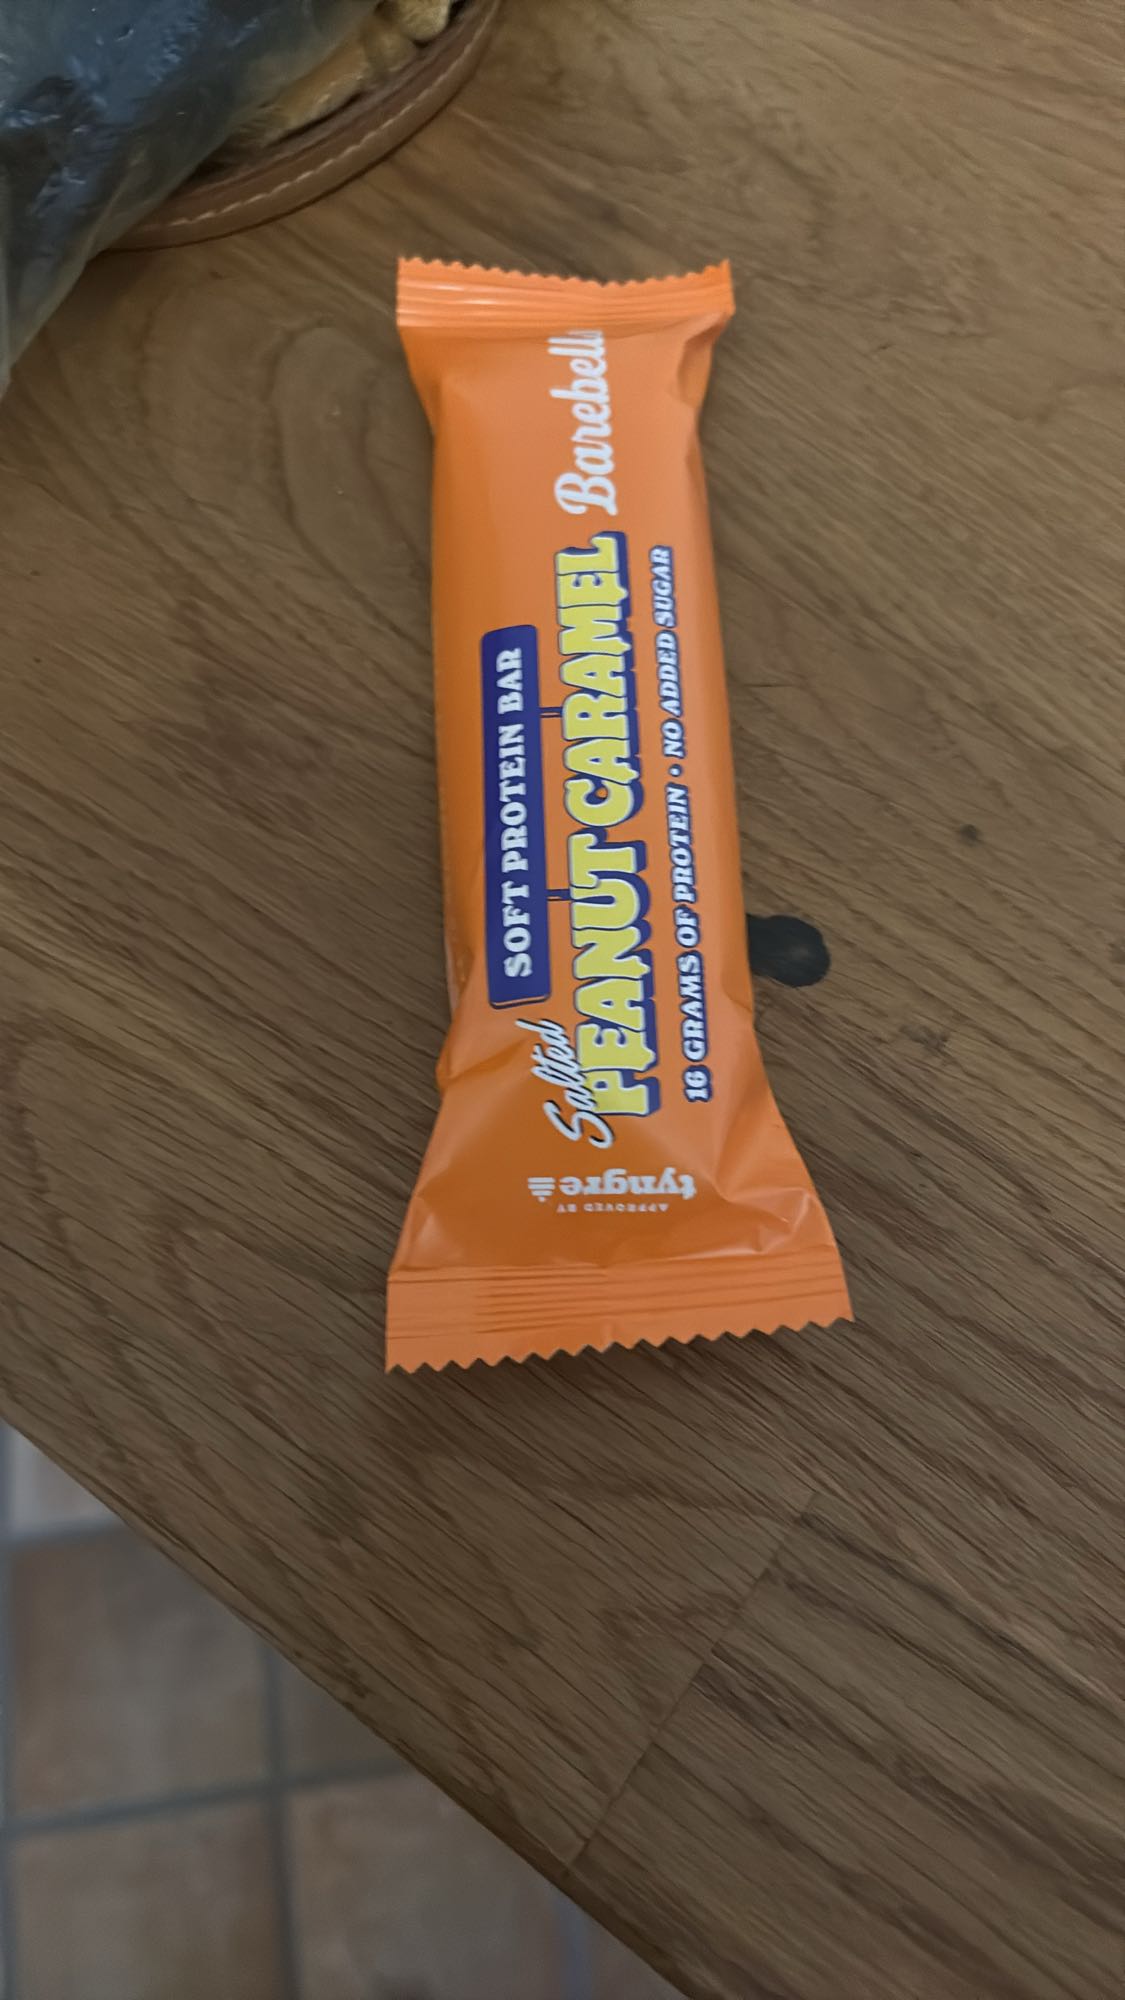 Barebells
SOFT PROTEIN BAR
Salted
PEANUT CARAMEL
16 GRAMS OF PROTEIN • NO ADDED SUGAR
APPROVED BY
tyngre